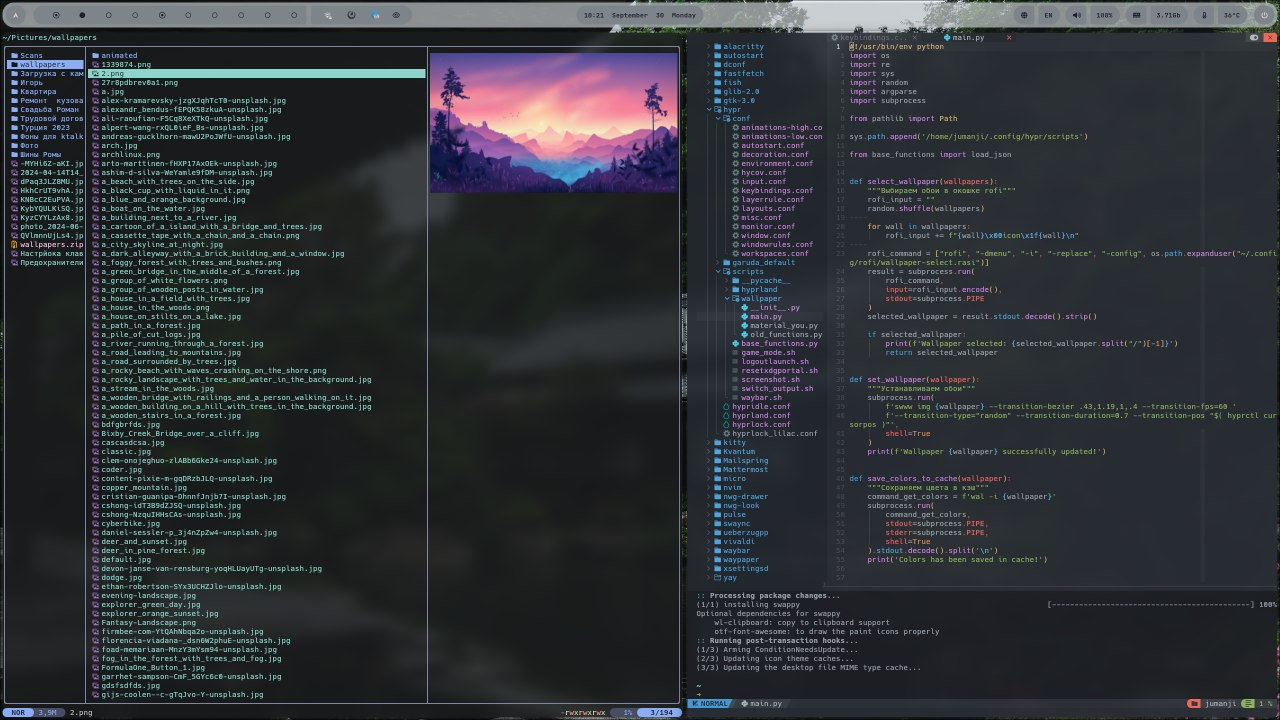 10:21 September 30 Monday
EN
100%
3.71Gb
36°C
~/Pictures/wallpapers
Scans
wallpapers
Загрузка с кам
Игорь
Квартира
Ремонт кузова
Свадьба Роман
Трудовой догов
Турция 2023
Фоны для ktalk
Фото
Шины Ромы
-MYHi6Z-aKI.jp
2024-04-14T14_
dPaq3JLZ8MU.jp
HkhCrUT9vhA.jp
KNBcC2EuPVA.jp
KybYQULKlSQ.jp
KyzCYYLzAx8.jp
photo_2024-06-
QVlmnnUjLs4.jp
wallpapers.zip
Настройка клав
Предохранители
animated
1339874.png
2.png
27r8pdbrev0a1.png
a.jpg
alex-kramarevsky-jzgXJqhTcT0-unsplash.jpg
alexandr_bendus-fEPQK58zkuA-unsplash.jpg
ali-raoufian-F5Cq8XeXTkQ-unsplash.jpg
alpert-wang-rxQL0ieF_Bs-unsplash.jpg
andreas-gucklhorn-mawU2PoJWfU-unsplash.jpg
arch.jpg
archlinux.png
arto-marttinen-fHXP17AxOEk-unsplash.jpg
ashim-d-silva-WeYamle9fDM-unsplash.jpg
a_beach_with_trees_on_the_side.jpg
a_black_cup_with_liquid_in_it.png
a_blue_and_orange_background.jpg
a_boat_on_the_water.jpg
a_building_next_to_a_river.jpg
a_cartoon_of_a_island_with_a_bridge_and_trees.jpg
a_cassette_tape_with_a_chain_and_a_chain.png
a_city_skyline_at_night.jpg
a_dark_alleyway_with_a_brick_building_and_a_window.jpg
a_foggy_forest_with_trees_and_bushes.png
a_green_bridge_in_the_middle_of_a_forest.jpg
a_group_of_white_flowers.png
a_group_of_wooden_posts_in_water.jpg
a_house_in_a_field_with_trees.jpg
a_house_in_the_woods.png
a_house_on_stilts_on_a_lake.jpg
a_path_in_a_forest.jpg
a_pile_of_cut_logs.jpg
a_river_running_through_a_forest.jpg
a_road_leading_to_mountains.jpg
a_road_surrounded_by_trees.jpg
a_rocky_beach_with_waves_crashing_on_the_shore.png
a_rocky_landscape_with_trees_and_water_in_the_background.jpg
a_stream_in_the_woods.jpg
a_wooden_bridge_with_railings_and_a_person_walking_on_it.jpg
a_wooden_building_on_a_hill_with_trees_in_the_background.jpg
a_wooden_stairs_in_a_forest.jpg
bdfgbrfds.jpg
Bixby_Creek_Bridge_over_a_cliff.jpg
cascasdcsa.jpg
classic.jpg
clem-onojeghuo-zlABb6Gke24-unsplash.jpg
coder.jpg
content-pixie-m-gqDRzbJLQ-unsplash.jpg
copper_mountain.jpg
cristian-guanipa-DhnnfJnjb7I-unsplash.jpg
cshong-idT3B9dZJSQ-unsplash.jpg
cshong-NzguIHHsCAs-unsplash.jpg
cyberbike.jpg
daniel-sessler-p_3j4nZpZw4-unsplash.jpg
deer_and_sunset.jpg
deer_in_pine_forest.jpg
default.jpg
devon-janse-van-rensburg-yoqHLUayUTg-unsplash.jpg
dodge.jpg
ethan-robertson-SYx3UCHZJlo-unsplash.jpg
evening-landscape.jpg
explorer_green_day.jpg
explorer_orange_sunset.jpg
Fantasy-Landscape.png
firmbee-com-YtQAhNbqa2o-unsplash.jpg
florencia-viadana-_dsn6W2phuE-unsplash.jpg
foad-memariaan-MnzY3mYsm94-unsplash.jpg
fog_in_the_forest_with_trees_and_fog.jpg
FormulaOne_Button_1.jpg
garrhet-sampson-CmF_5GYc6c0-unsplash.jpg
gdsfsdfds.jpg
gijs-coolen--c-gTqJvo-Y-unsplash.jpg
NOR 3,9M 2.png
-rwxrwxrwx 1% 3/194
alacritty
autostart
dconf
fastfetch
fish
glib-2.0
gtk-3.0
hypr
conf
animations-high.co
animations-low.con
autostart.conf
decoration.conf
environment.conf
hycov.conf
input.conf
keybindings.conf
layerrule.conf
layouts.conf
misc.conf
monitor.conf
window.conf
windowrules.conf
workspaces.conf
garuda_default
scripts
__pycache__
hyprland
wallpaper
__init__.py
main.py
material_you.py
old_functions.py
base_functions.py
game_mode.sh
logoutlaunch.sh
resetxdgportal.sh
screenshot.sh
switch_output.sh
waybar.sh
hypridle.conf
hyprland.conf
hyprlock.conf
hyprlock_lilac.conf
kitty
Kvantum
Mailspring
Mattermost
micro
nvim
nwg-drawer
nwg-look
pulse
swaync
ueberzugpp
vivaldi
waybar
waypaper
xsettingsd
yay
keybindings.c..
main.py
1 #!/usr/bin/env python
import os
import re
import sys
import random
import argparse
import subprocess
from pathlib import Path
sys.path.append('/home/jumanji/.config/hypr/scripts')
from base_functions import load_json
def select_wallpaper(wallpapers):
"""Выбираем обои в окошке rofi"""
rofi_input = ""
random.shuffle(wallpapers)
for wall in wallpapers:
rofi_input += f"{wall}\x00icon\x1f{wall}\n"
rofi_command = ["rofi", "-dmenu", "-i", "-replace", "-config", os.path.expanduser("~/.confi
g/rofi/wallpaper-select.rasi")]
result = subprocess.run(
rofi_command,
input=rofi_input.encode(),
stdout=subprocess.PIPE
)
selected_wallpaper = result.stdout.decode().strip()
if selected_wallpaper:
print(f'Wallpaper selected: {selected_wallpaper.split("/")[-1]}')
return selected_wallpaper
def set_wallpaper(wallpaper):
"""Устанавливаем обои"""
subprocess.run(
f'swww img {wallpaper} --transition-bezier .43,1.19,1,.4 --transition-fps=60 '
f'--transition-type="random" --transition-duration=0.7 --transition-pos "$( hyprctl cur
sorpos )"',
shell=True
)
print(f'Wallpaper {wallpaper} successfully updated!')
def save_colors_to_cache(wallpaper):
"""Сохраняем цвета в кэш"""
command_get_colors = f'wal -i {wallpaper}'
subprocess.run(
command_get_colors,
stdout=subprocess.PIPE,
stderr=subprocess.PIPE,
shell=True
).stdout.decode().split('\n')
print('Colors has been saved in cache!')
:: Processing package changes...
(1/1) installing swappy [----------------------------------------------] 100%
Optional dependencies for swappy
wl-clipboard: copy to clipboard support
otf-font-awesome: to draw the paint icons properly
:: Running post-transaction hooks...
(1/3) Arming ConditionNeedsUpdate...
(2/3) Updating icon theme caches...
(3/3) Updating the desktop file MIME type cache...
~
NORMAL main.py
jumanji 1 %